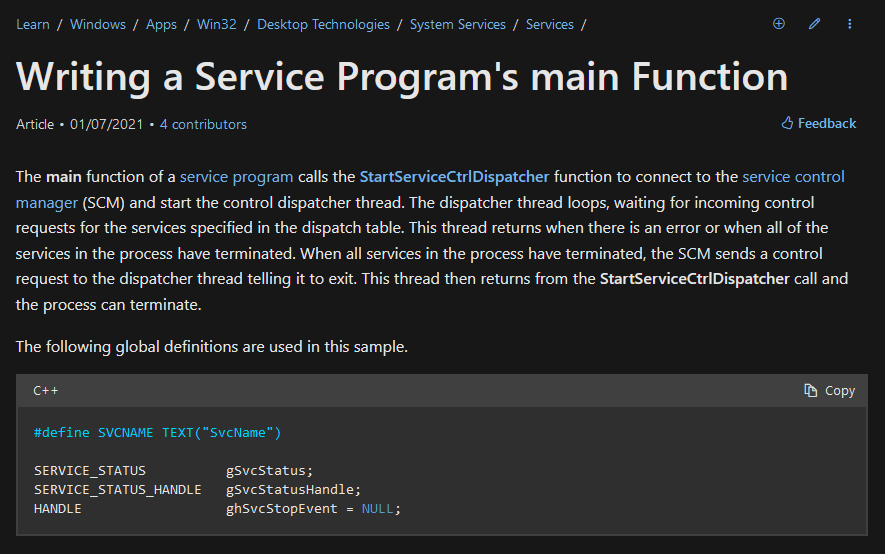 Learn / Windows / Apps / Win32 / Desktop Technologies / System Services / Services /
Writing a Service Program's main Function
Article • 01/07/2021 • 4 contributors
Feedback
The main function of a service program calls the StartServiceCtrlDispatcher function to connect to the service control
manager (SCM) and start the control dispatcher thread. The dispatcher thread loops, waiting for incoming control
requests for the services specified in the dispatch table. This thread returns when there is an error or when all of the
services in the process have terminated. When all services in the process have terminated, the SCM sends a control
request to the dispatcher thread telling it to exit. This thread then returns from the StartServiceCtrlDispatcher call and
the process can terminate.
The following global definitions are used in this sample.
C++
Copy
#define SVCNAME TEXT("SvcName")
SERVICE_STATUS          gSvcStatus;
SERVICE_STATUS_HANDLE   gSvcStatusHandle;
HANDLE                  ghSvcStopEvent = NULL;